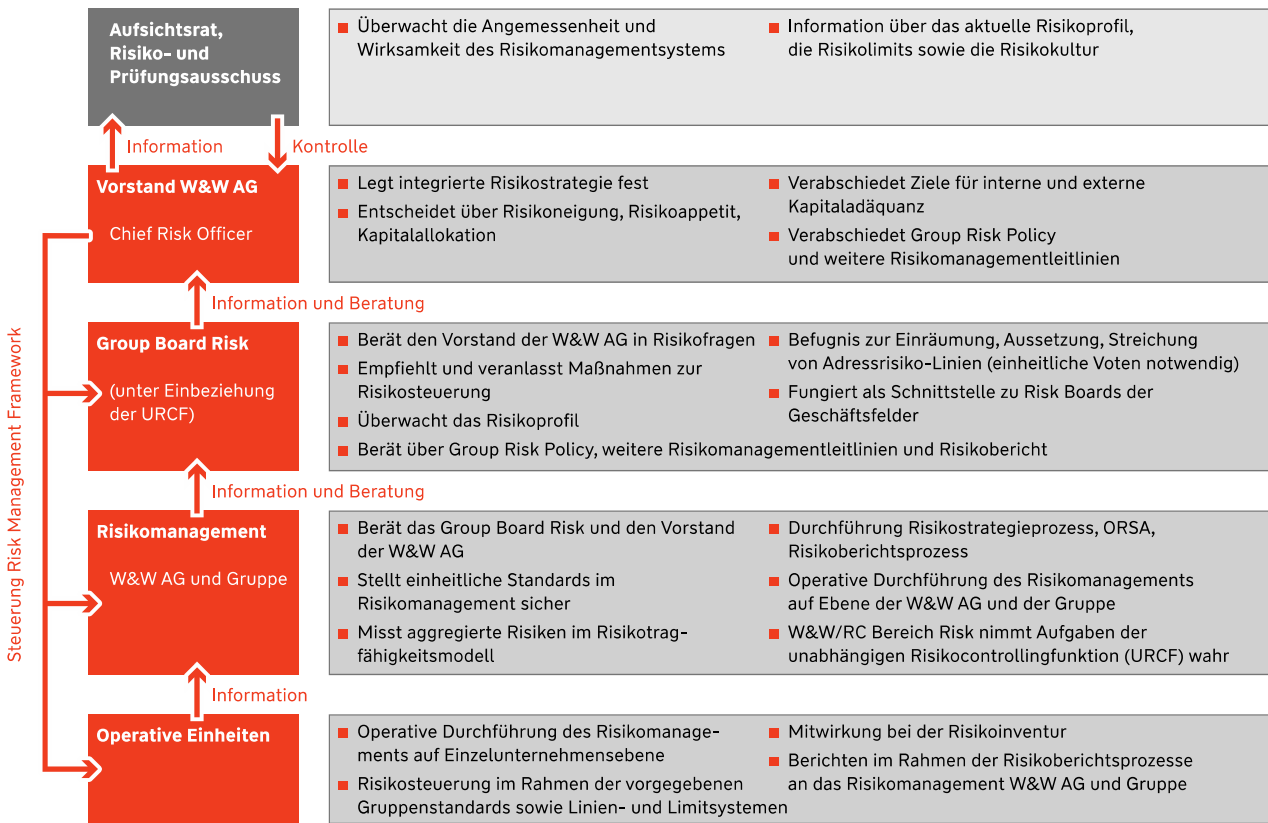 Aufsichtsrat,
Risiko- und
Prüfungsausschuss
Überwacht die Angemessenheit und
Wirksamkeit des Risikomanagementsystems
Information über das aktuelle Risikoprofil,
die Risikolimits sowie die Risikokultur
Information
Kontrolle
Vorstand W&W AG
Chief Risk Officer
Legt integrierte Risikostrategie fest
Entscheidet über Risikoneigung, Risikoappetit,
Kapitalallokation
Verabschiedet Ziele für interne und externe
Kapitaladäquanz
Verabschiedet Group Risk Policy
und weitere Risikomanagementleitlinien
Information und Beratung
Group Board Risk
(unter Einbeziehung
der URCF)
Berät den Vorstand der W&W AG in Risikofragen
Empfiehlt und veranlasst Maßnahmen zur
Risikosteuerung
Überwacht das Risikoprofil
Befugnis zur Einräumung, Aussetzung, Streichung
von Adressrisiko-Linien (einheitliche Voten notwendig)
Fungiert als Schnittstelle zu Risk Boards der
Geschäftsfelder
Berät über Group Risk Policy, weitere Risikomanagementleitlinien und Risikobericht
Information und Beratung
Risikomanagement
W&W AG und Gruppe
Berät das Group Board Risk und den Vorstand
der W&W AG
Stellt einheitliche Standards im
Risikomanagement sicher
Misst aggregierte Risiken im Risikotrag-
fähigkeitsmodell
Durchführung Risikostrategieprozess, ORSA,
Risikoberichtsprozess
Operative Durchführung des Risikomanagements
auf Ebene der W&W AG und der Gruppe
W&W/RC Bereich Risk nimmt Aufgaben der
unabhängigen Risikocontrollingfunktion (URCF) wahr
Information
Operative Einheiten
Operative Durchführung des Risikomanage-
ments auf Einzelunternehmensebene
Risikosteuerung im Rahmen der vorgegebenen
Gruppenstandards sowie Linien- und Limitsystemen
Mitwirkung bei der Risikoinventur
Berichten im Rahmen der Risikoberichtsprozesse
an das Risikomanagement W&W AG und Gruppe
Steuerung Risk Management Framework